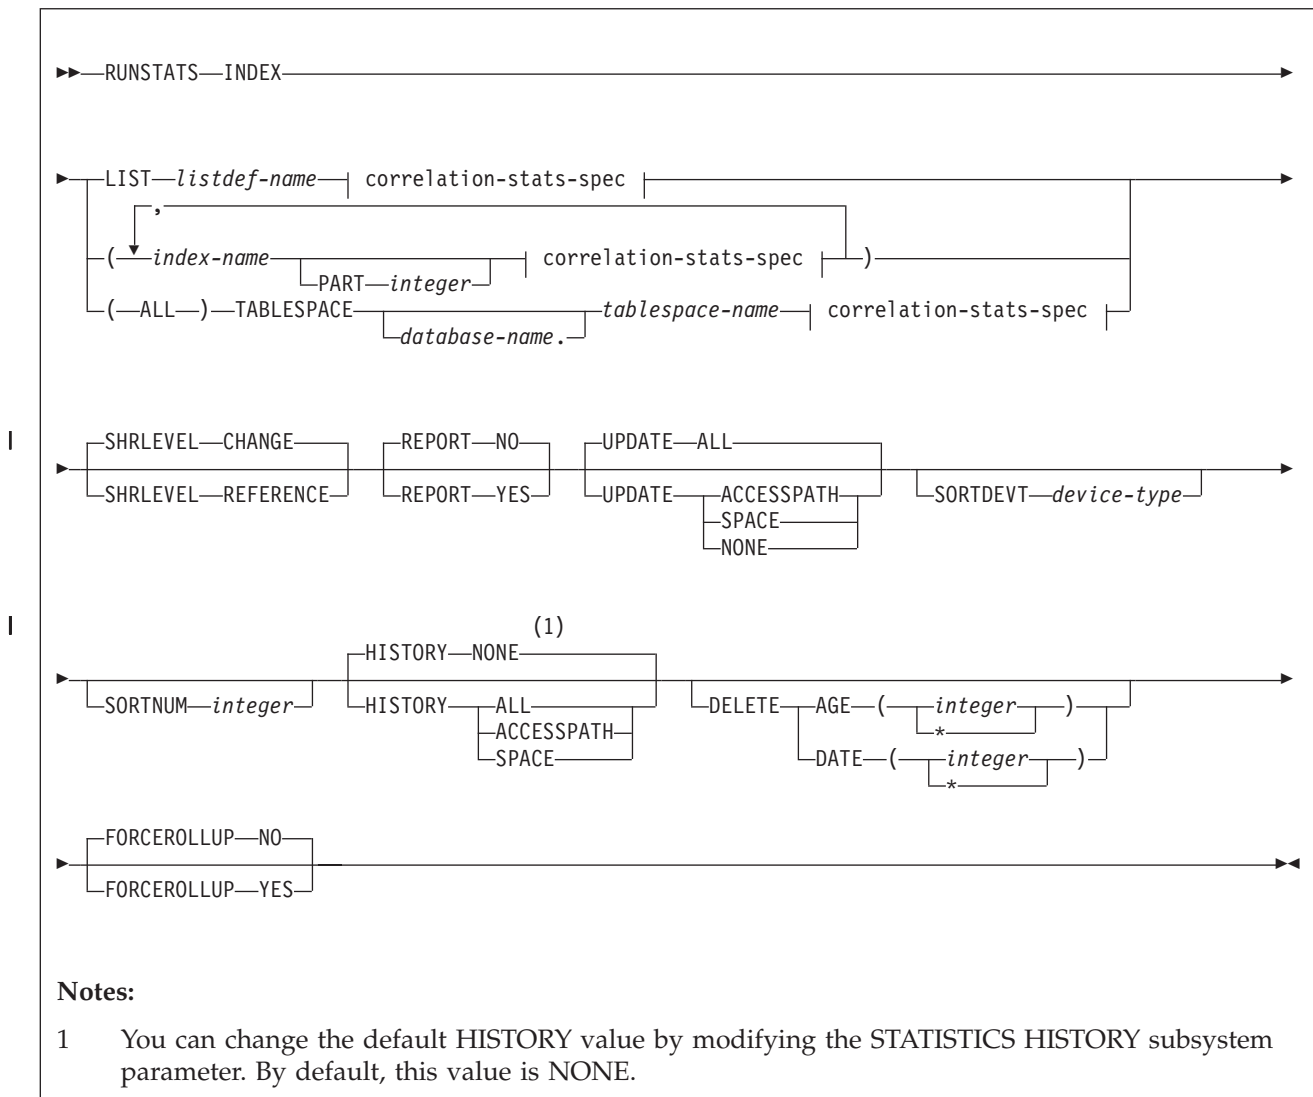 RUNSTATS INDEX
LIST listdef-name correlation-stats-spec
,
( index-name correlation-stats-spec )
PART integer
( ALL ) TABLESPACE tablespace-name correlation-stats-spec
database-name.
SHRLEVEL CHANGE REPORT NO UPDATE ALL
SHRLEVEL REFERENCE REPORT YES UPDATE ACCESSPATH SORTDEVT device-type
SPACE
NONE
(1)
HISTORY NONE
SORTNUM integer HISTORY ALL DELETE AGE ( integer )
ACCESSPATH *
SPACE DATE ( integer )
*
FORCEROLLUP NO
FORCEROLLUP YES
Notes:
1 You can change the default HISTORY value by modifying the STATISTICS HISTORY subsystem
parameter. By default, this value is NONE.